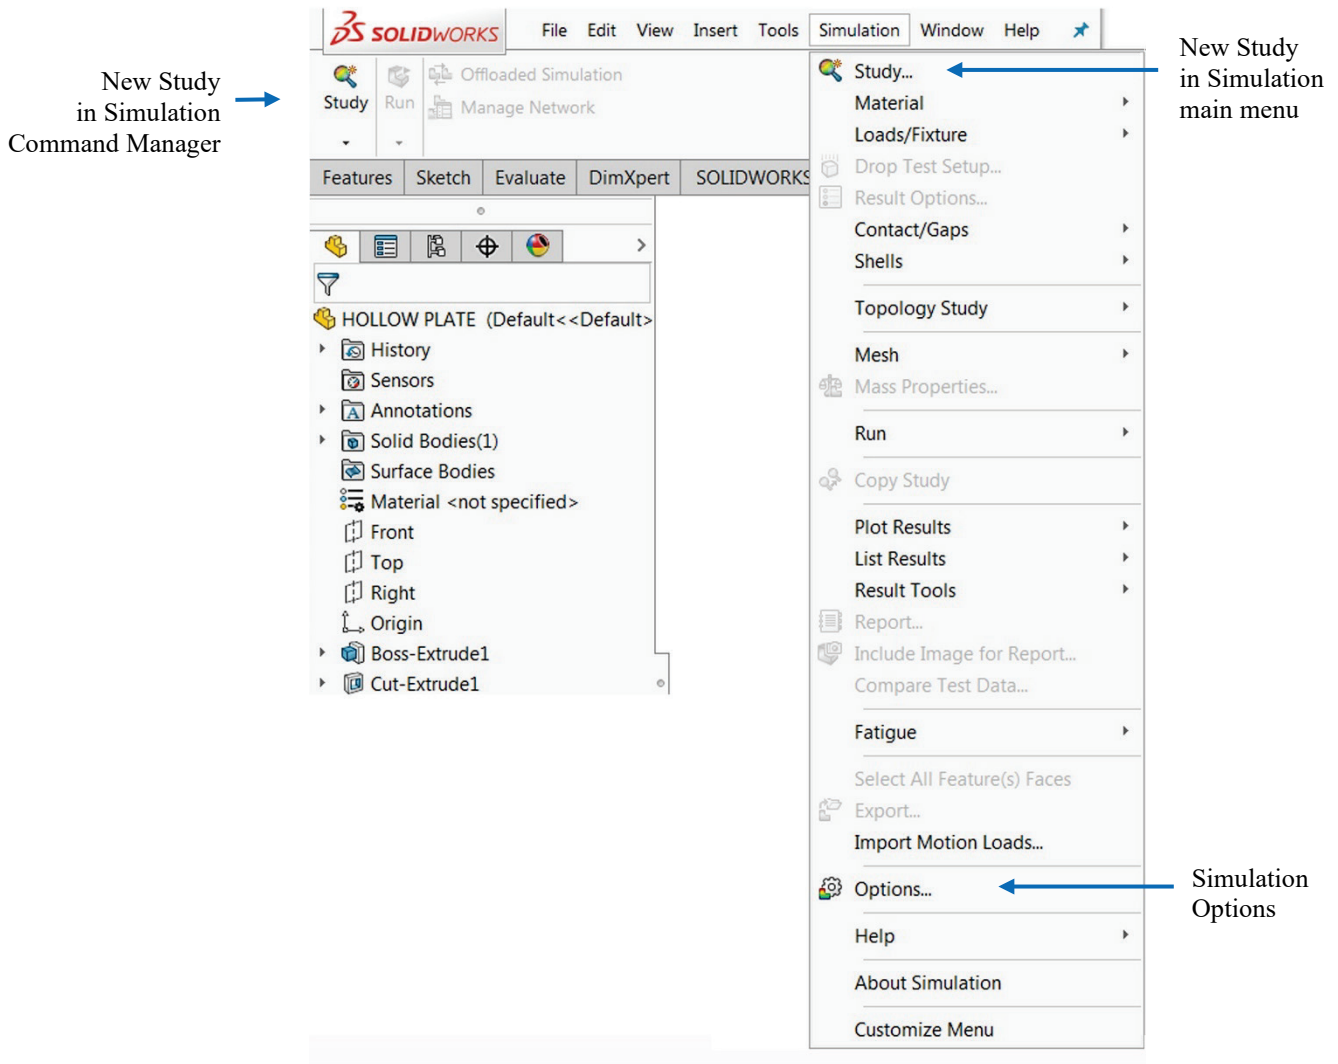 SOLIDWORKS
File Edit View Insert Tools Simulation Window Help
New Study
in Simulation
Command Manager
Study
Run
Offloaded Simulation
Manage Network
Features Sketch Evaluate DimXpert SOLIDWORKS
HOLLOW PLATE (Default<<Default>
History
Sensors
Annotations
Solid Bodies(1)
Surface Bodies
Material <not specified>
Front
Top
Right
Origin
Boss-Extrude1
Cut-Extrude1
Study...
Material
Loads/Fixture
Drop Test Setup...
Result Options...
Contact/Gaps
Shells
Topology Study
Mesh
Mass Properties...
Run
Copy Study
Plot Results
List Results
Result Tools
Report...
Include Image for Report...
Compare Test Data...
Fatigue
Select All Feature(s) Faces
Export...
Import Motion Loads...
Options...
Help
About Simulation
Customize Menu
New Study
in Simulation
main menu
Simulation
Options